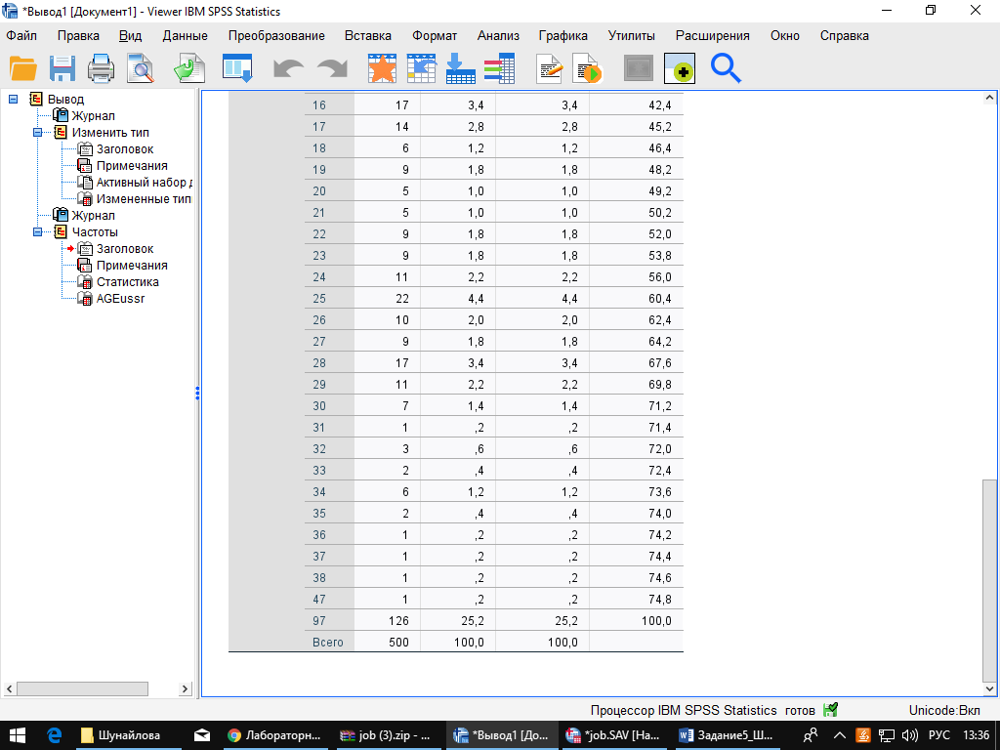 *Вывод1 [Документ1] - Viewer IBM SPSS Statistics
Файл Правка Вид Данные Преобразование Вставка Формат Анализ Графика Утилиты Расширения Окно Справка
Вывод
Журнал
Изменить тип
Заголовок
Примечания
Активный набор д
Измененные тип
Журнал
Частоты
Заголовок
Примечания
Статистика
AGEussr
16 17 3,4 3,4 42,4
17 14 2,8 2,8 45,2
18 6 1,2 1,2 46,4
19 9 1,8 1,8 48,2
20 5 1,0 1,0 49,2
21 5 1,0 1,0 50,2
22 9 1,8 1,8 52,0
23 9 1,8 1,8 53,8
24 11 2,2 2,2 56,0
25 22 4,4 4,4 60,4
26 10 2,0 2,0 62,4
27 9 1,8 1,8 64,2
28 17 3,4 3,4 67,6
29 11 2,2 2,2 69,8
30 7 1,4 1,4 71,2
31 1 ,2 ,2 71,4
32 3 ,6 ,6 72,0
33 2 ,4 ,4 72,4
34 6 1,2 1,2 73,6
35 2 ,4 ,4 74,0
36 1 ,2 ,2 74,2
37 1 ,2 ,2 74,4
38 1 ,2 ,2 74,6
47 1 ,2 ,2 74,8
97 126 25,2 25,2 100,0
Всего 500 100,0 100,0
Процессор IBM SPSS Statistics готов Unicode:Вкл
Шунайлова Лабораторн... job (3).zip - ... *Вывод1 [До... *job.SAV [На... Задание5_Ш... РУС 13:36